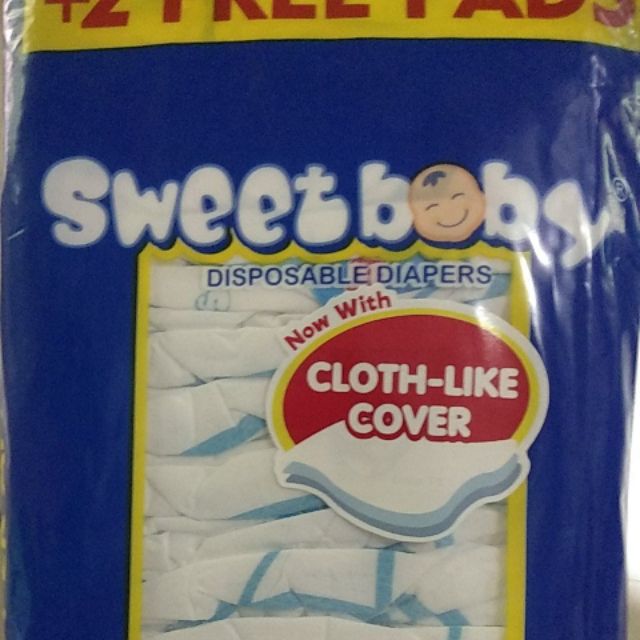 +2 FREE PADS
Sweetbaby®
DISPOSABLE DIAPERS
Now With
CLOTH-LIKE
COVER